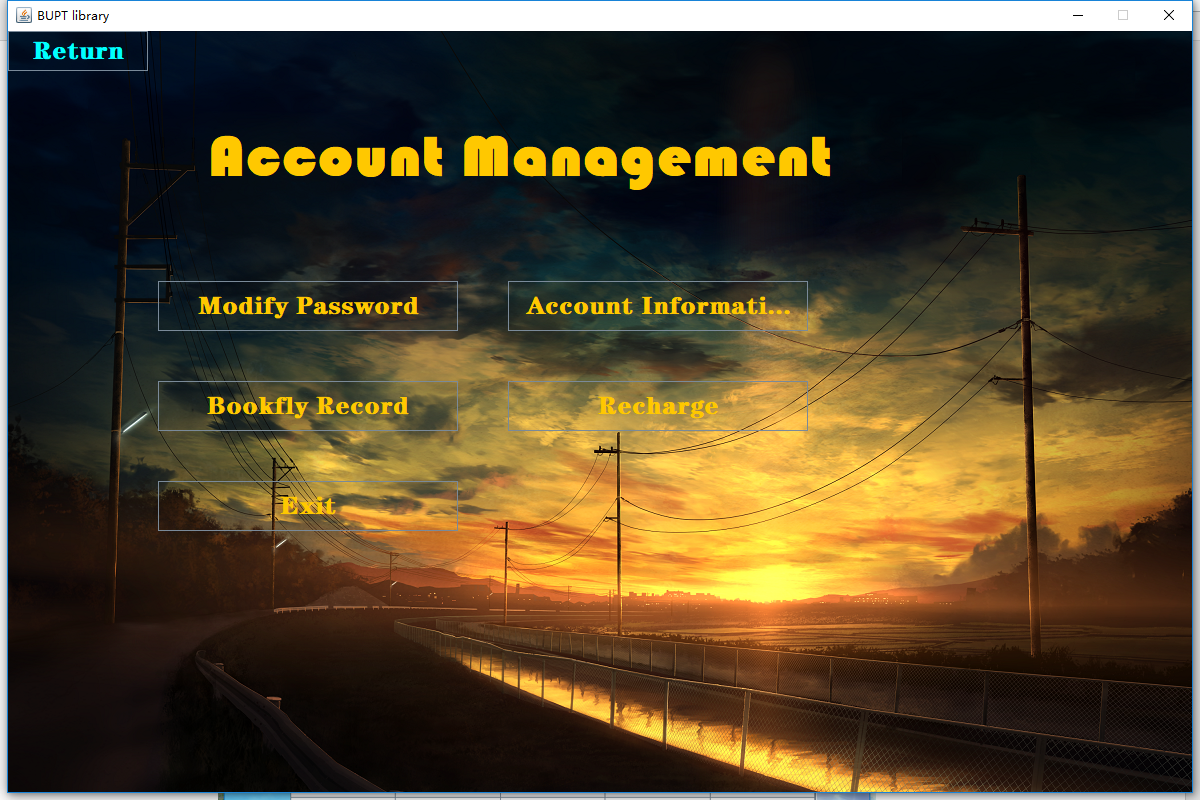 BUPT library
Return
Account Management
Modify Password
Account Informati...
Bookfly Record
Recharge
Exit